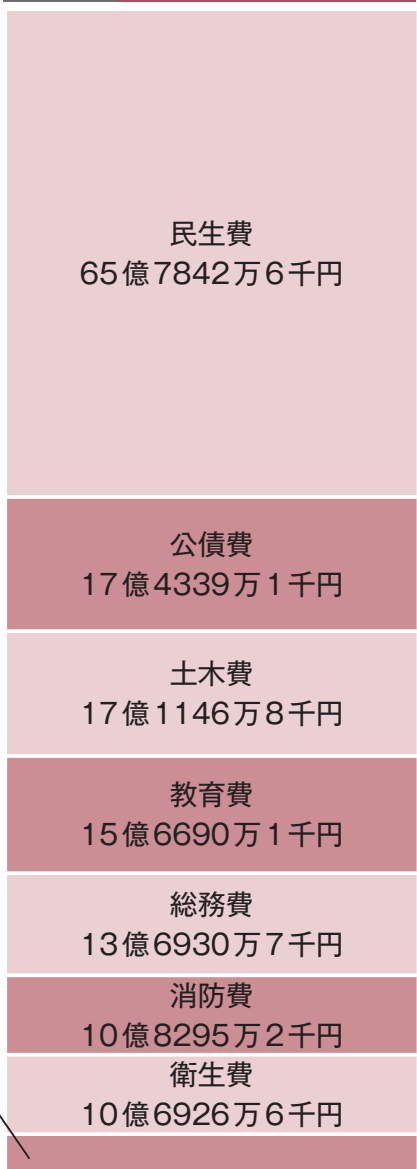 民生費
65億7842万6千円
公債費
17億4339万1千円
土木費
17億1146万8千円
教育費
15億6690万1千円
総務費
13億6930万7千円
消防費
10億8295万2千円
衛生費
10億6926万6千円